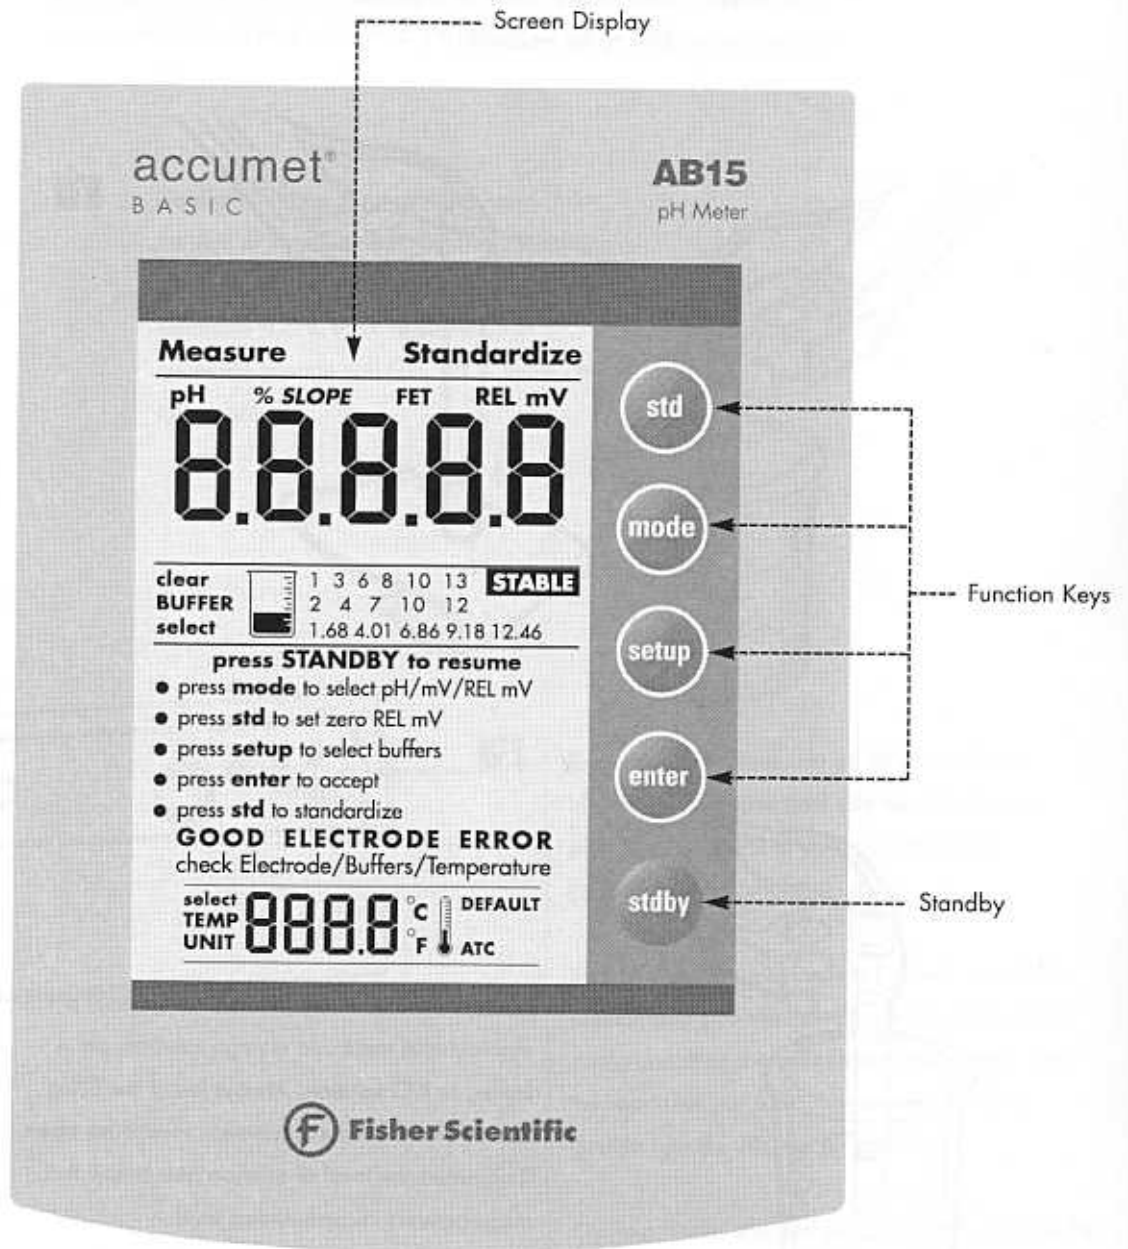 Screen Display
accumet®
BASIC
AB15
pH Meter
Measure Standardize
pH % SLOPE FET REL mV
8.8.8.8.8
clear
BUFFER
select
1 3 6 8 10 13 STABLE
2 4 7 10 12
1.68 4.01 6.86 9.18 12.46
press STANDBY to resume
● press mode to select pH/mV/REL mV
● press std to set zero REL mV
● press setup to select buffers
● press enter to accept
● press std to standardize
GOOD ELECTRODE ERROR
check Electrode/Buffers/Temperature
select
TEMP
UNIT
888.8
°C
°F
DEFAULT
ATC
std
mode
setup
enter
stdby
Function Keys
Standby
F Fisher Scientific